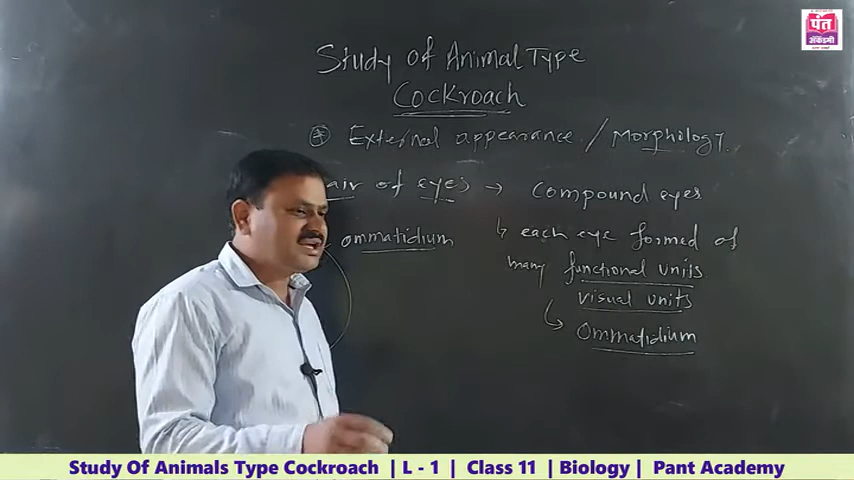 पंत
अॅकॅडमी
Study of Animal Type
Cockroach
* External appearance / Morphology.
air of eyes → compound eyes
ommatidium
↳ each eye formed of
many functional units
visual units
↳ Ommatidium
Study Of Animals Type Cockroach | L - 1 | Class 11 | Biology | Pant Academy